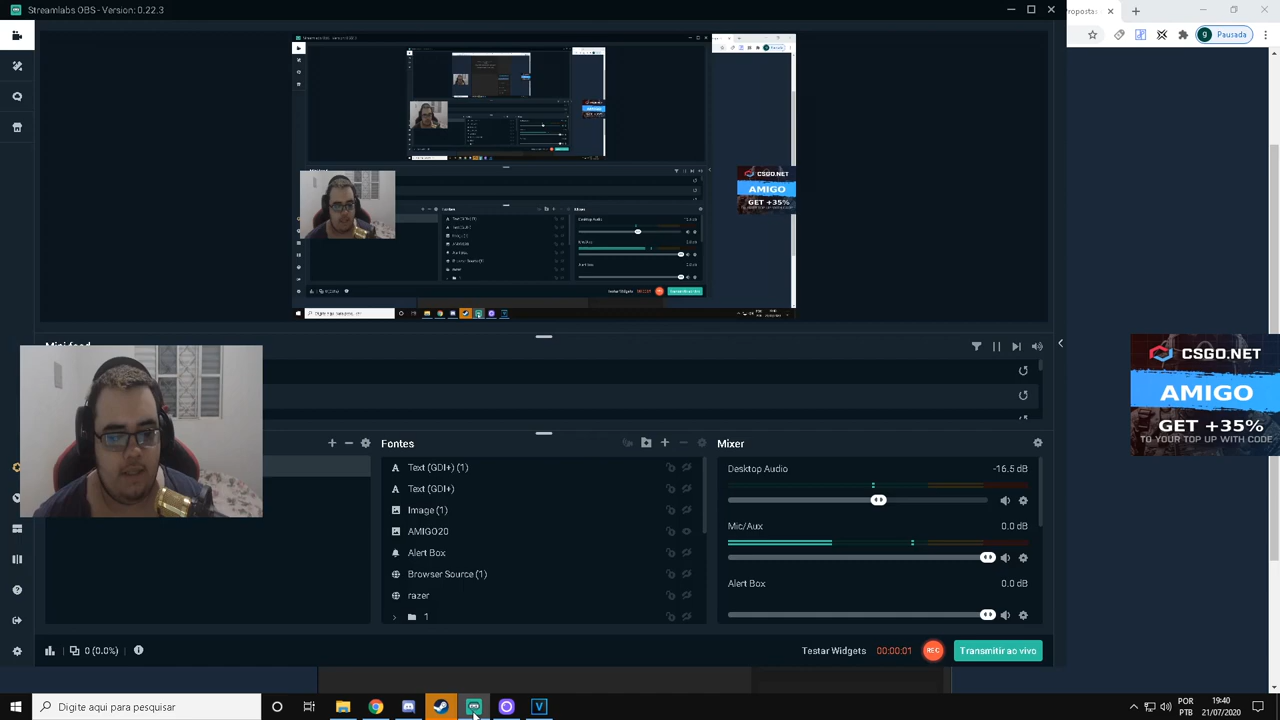 Streamlabs OBS - Version: 0.22.3
Propostas
Pausada
CSGO.NET
AMIGO
GET +35%
CSGO.NET
AMIGO
GET +35%
TO YOUR TOP UP WITH CODE
Fontes
Mixer
Text (GDI+) (1)
Text (GDI+)
Image (1)
AMIGO20
Alert Box
Browser Source (1)
razer
1
Desktop Audio
-16.5 dB
Mic/Aux
0.0 dB
Alert Box
0.0 dB
0 (0.0%)
Testar Widgets
00:00:01
REC
Transmitir ao vivo
Digite aqui para pesquisar
POR
PTB
19:40
21/07/2020